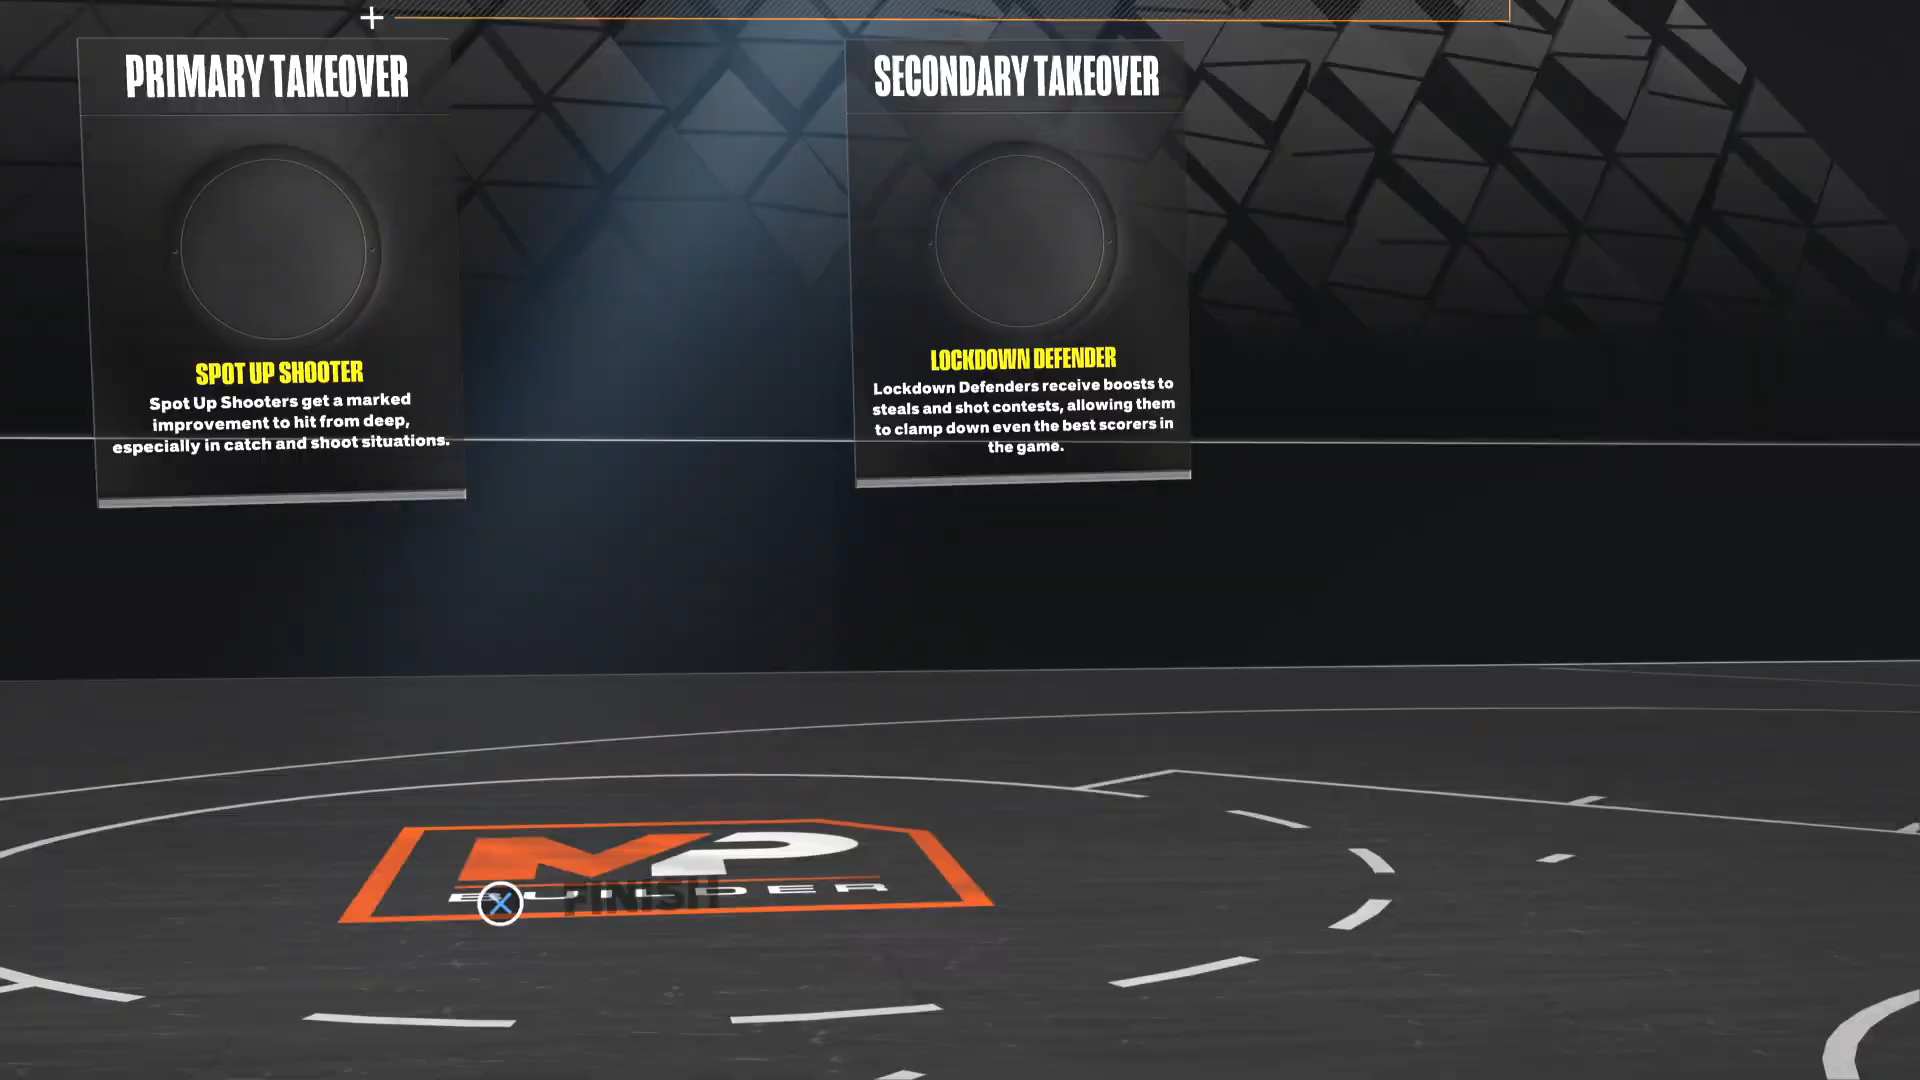 PRIMARY TAKEOVER
SPOT UP SHOOTER
Spot Up Shooters get a marked
improvement to hit from deep,
especially in catch and shoot situations.
SECONDARY TAKEOVER
LOCKDOWN DEFENDER
Lockdown Defenders receive boosts to
steals and shot contests, allowing them
to clamp down even the best scorers in
the game.
MP
BUILDER
FINISH